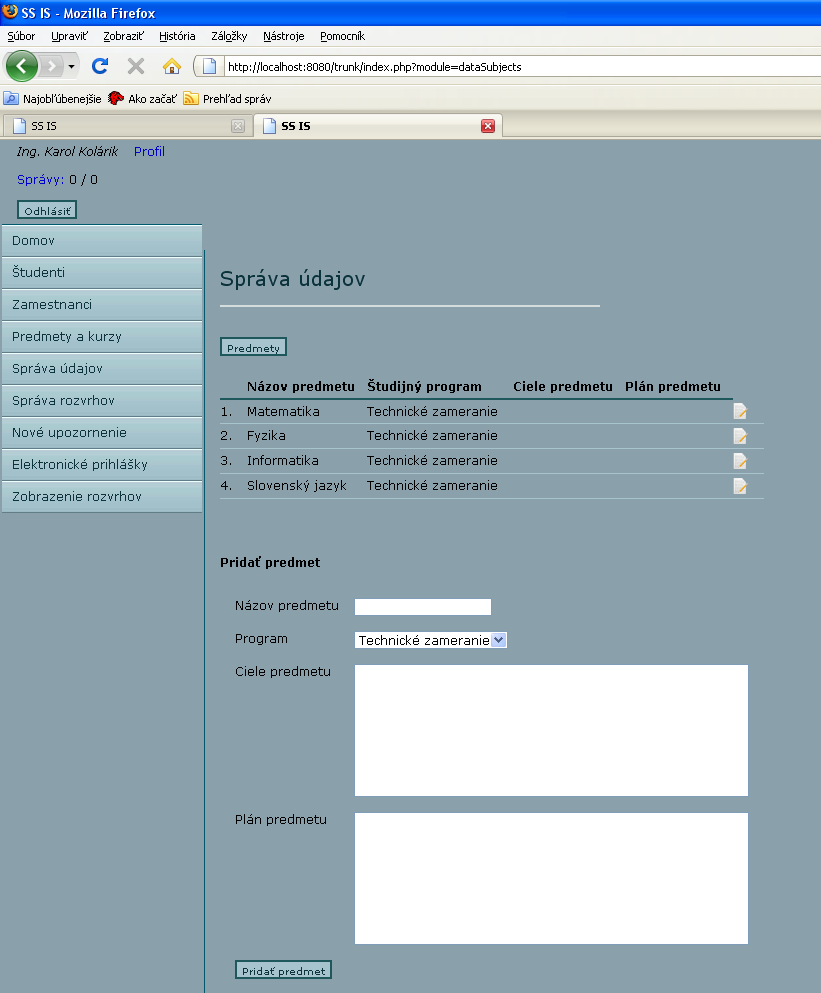 SS IS - Mozilla Firefox
Súbor Upraviť Zobraziť História Záložky Nástroje Pomocník
http://localhost:8080/trunk/index.php?module=dataSubjects
Najobľúbenejšie Ako začať Prehľad správ
SS IS SS IS
Ing. Karol Kolárik Profil
Správy: 0 / 0
Odhlásiť
Domov
Študenti
Zamestnanci
Predmety a kurzy
Správa údajov
Správa rozvrhov
Nové upozornenie
Elektronické prihlášky
Zobrazenie rozvrhov
Správa údajov
Predmety
Názov predmetu Študijný program Ciele predmetu Plán predmetu
1. Matematika Technické zameranie
2. Fyzika Technické zameranie
3. Informatika Technické zameranie
4. Slovenský jazyk Technické zameranie
Pridať predmet
Názov predmetu
Program Technické zameranie
Ciele predmetu
Plán predmetu
Pridať predmet